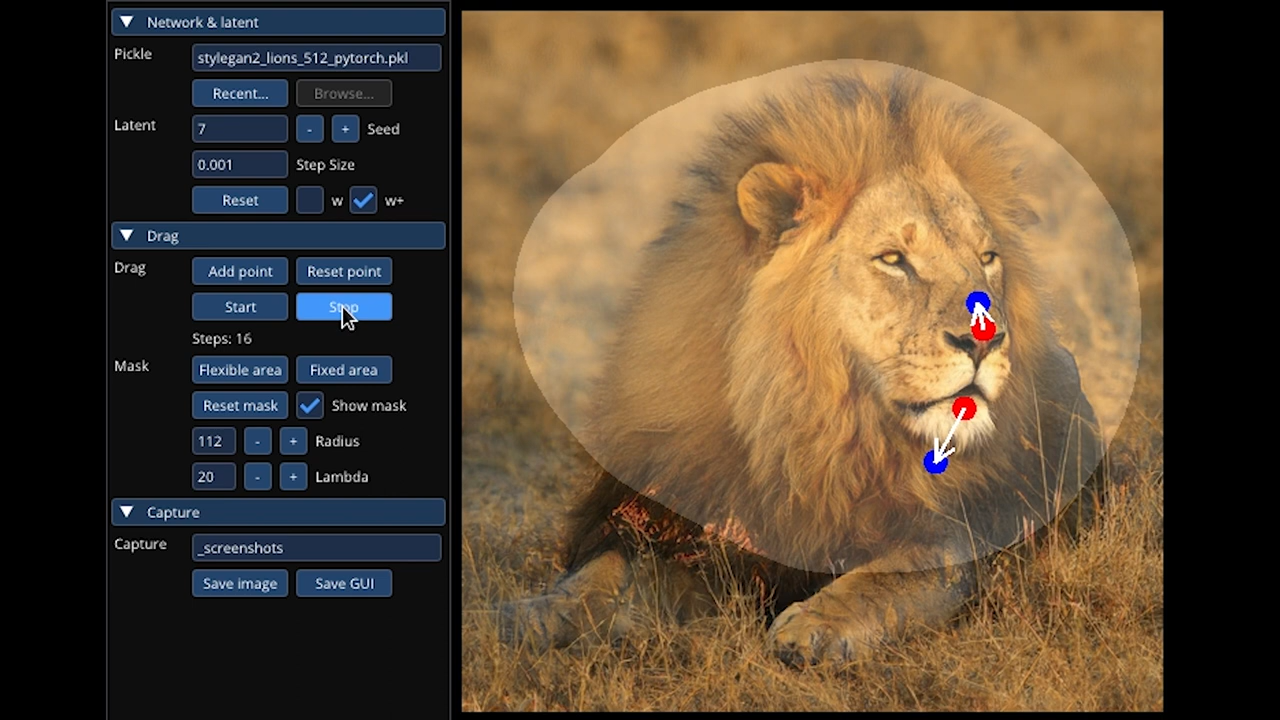 Network & latent
Pickle stylegan2_lions_512_pytorch.pkl
Recent... Browse...
Latent 7 - + Seed
0.001 Step Size
Reset w w+
Drag
Drag Add point Reset point
Start Stop
Steps: 16
Mask Flexible area Fixed area
Reset mask Show mask
112 - + Radius
20 - + Lambda
Capture
Capture _screenshots
Save image Save GUI